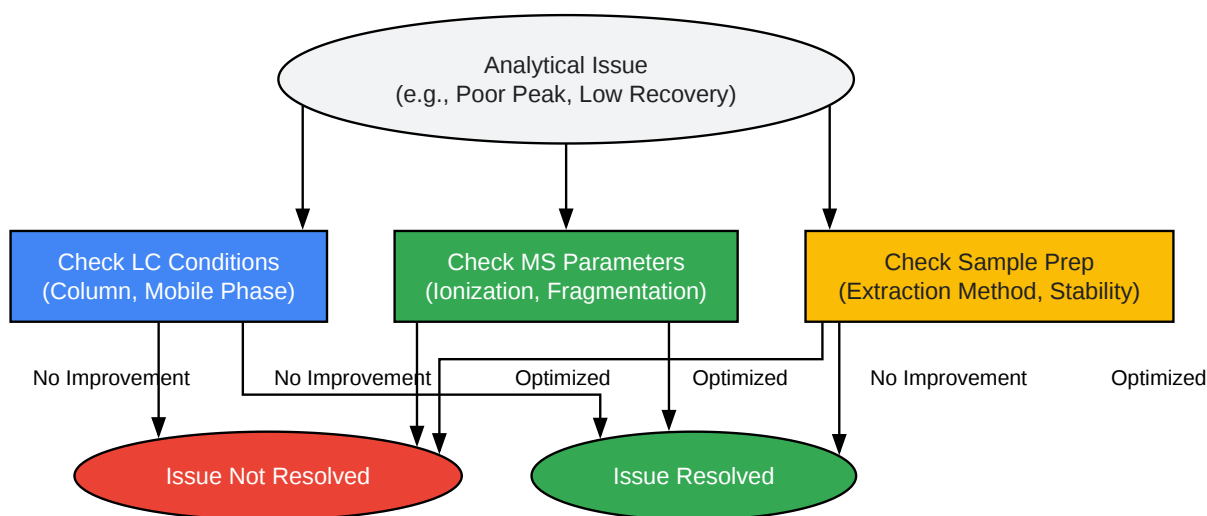 Analytical Issue
(e.g., Poor Peak, Low Recovery)
Check LC Conditions
(Column, Mobile Phase)
Check MS Parameters
(Ionization, Fragmentation)
Check Sample Prep
(Extraction Method, Stability)
No Improvement
No Improvement
Optimized
Optimized
No Improvement
Optimized
Issue Not Resolved
Issue Resolved